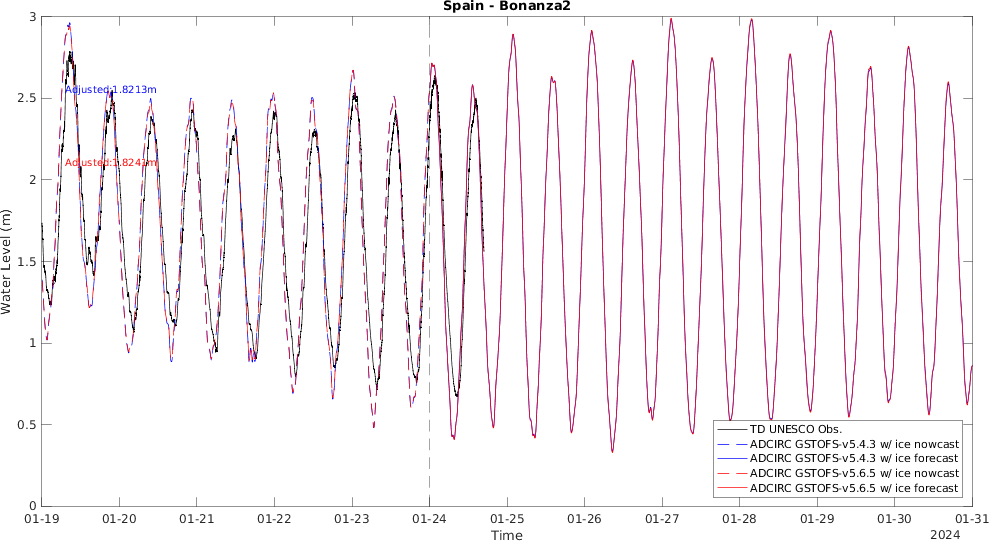 Spain - Bonanza2
3
2.5
2
1.5
1
0.5
0
Water Level (m)
Adjusted:1.8213m
Adjusted:1.8241m
TD UNESCO Obs.
ADCIRC GSTOFS-v5.4.3 w/ ice nowcast
ADCIRC GSTOFS-v5.4.3 w/ ice forecast
ADCIRC GSTOFS-v5.6.5 w/ ice nowcast
ADCIRC GSTOFS-v5.6.5 w/ ice forecast
01-19 01-20 01-21 01-22 01-23 01-24 01-25 01-26 01-27 01-28 01-29 01-30 01-31
Time
2024